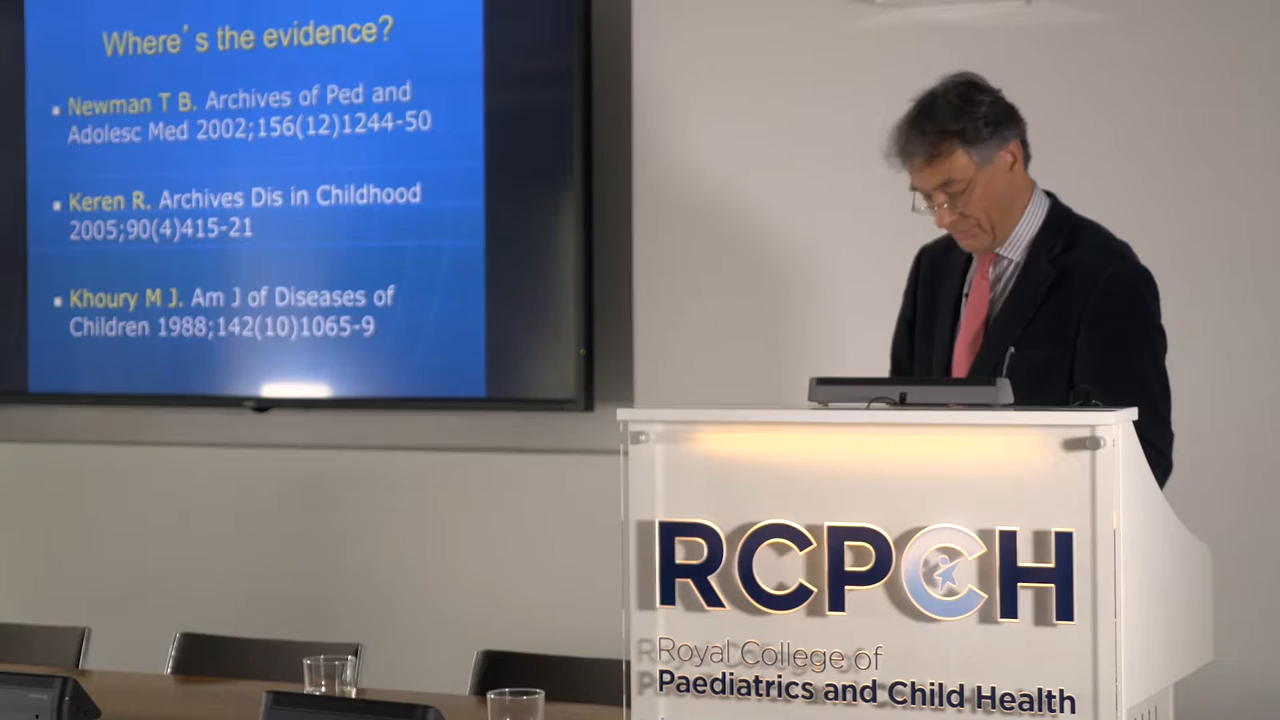 Where's the evidence?
Newman T B. Archives of Ped and
Adolesc Med 2002;156(12)1244-50
Keren R. Archives Dis in Childhood
2005;90(4)415-21
Khoury M J. Am J of Diseases of
Children 1988;142(10)1065-9
RCPCH
Royal College of
Paediatrics and Child Health